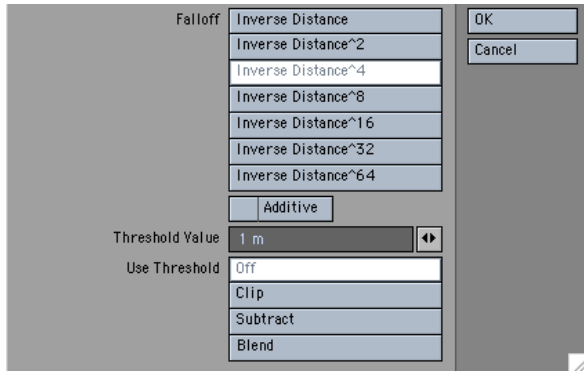 Falloff Inverse Distance OK
Inverse Distance^2 Cancel
Inverse Distance^4
Inverse Distance^8
Inverse Distance^16
Inverse Distance^32
Inverse Distance^64
Additive
Threshold Value 1 m
Use Threshold Off
Clip
Subtract
Blend